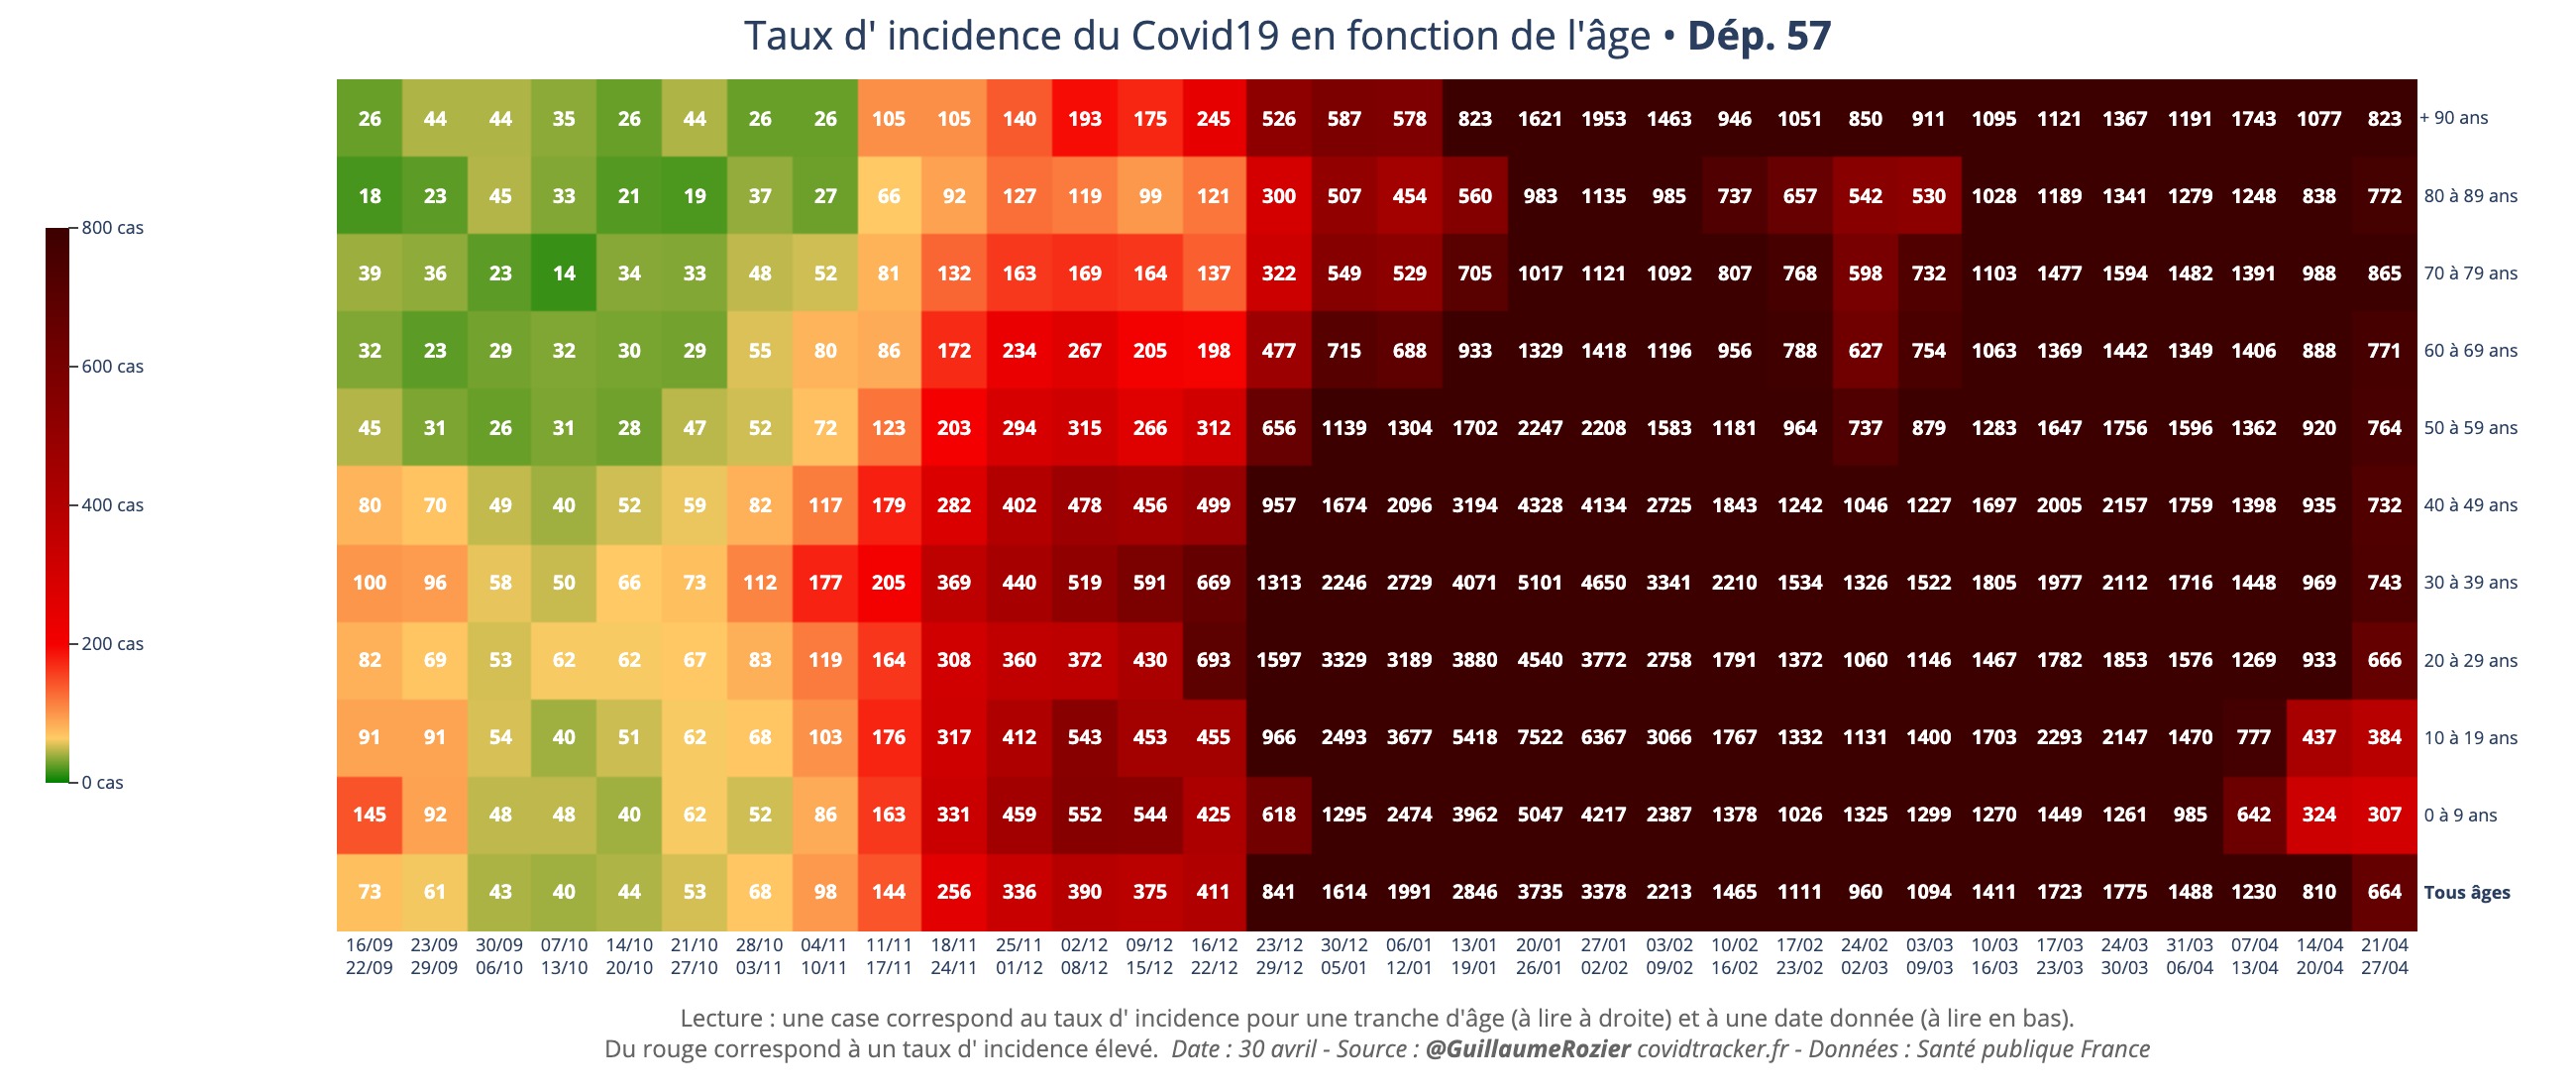 Taux d' incidence du Covid19 en fonction de l'âge • Dép. 57
800 cas
600 cas
400 cas
200 cas
0 cas
26 44 44 35 26 44 26 26 105 105 140 193 175 245 526 587 578 823 1621 1953 1463 946 1051 850 911 1095 1121 1367 1191 1743 1077 823 + 90 ans
18 23 45 33 21 19 37 27 66 92 127 119 99 121 300 507 454 560 983 1135 985 737 657 542 530 1028 1189 1341 1279 1248 838 772 80 à 89 ans
39 36 23 14 34 33 48 52 81 132 163 169 164 137 322 549 529 705 1017 1121 1092 807 768 598 732 1103 1477 1594 1482 1391 988 865 70 à 79 ans
32 23 29 32 30 29 55 80 86 172 234 267 205 198 477 715 688 933 1329 1418 1196 956 788 627 754 1063 1369 1442 1349 1406 888 771 60 à 69 ans
45 31 26 31 28 47 52 72 123 203 294 315 266 312 656 1139 1304 1702 2247 2208 1583 1181 964 737 879 1283 1647 1756 1596 1362 920 764 50 à 59 ans
80 70 49 40 52 59 82 117 179 282 402 478 456 499 957 1674 2096 3194 4328 4134 2725 1843 1242 1046 1227 1697 2005 2157 1759 1398 935 732 40 à 49 ans
100 96 58 50 66 73 112 177 205 369 440 519 591 669 1313 2246 2729 4071 5101 4650 3341 2210 1534 1326 1522 1805 1977 2112 1716 1448 969 743 30 à 39 ans
82 69 53 62 62 67 83 119 164 308 360 372 430 693 1597 3329 3189 3880 4540 3772 2758 1791 1372 1060 1146 1467 1782 1853 1576 1269 933 666 20 à 29 ans
91 91 54 40 51 62 68 103 176 317 412 543 453 455 966 2493 3677 5418 7522 6367 3066 1767 1332 1131 1400 1703 2293 2147 1470 777 437 384 10 à 19 ans
145 92 48 48 40 62 52 86 163 331 459 552 544 425 618 1295 2474 3962 5047 4217 2387 1378 1026 1325 1299 1270 1449 1261 985 642 324 307 0 à 9 ans
73 61 43 40 44 53 68 98 144 256 336 390 375 411 841 1614 1991 2846 3735 3378 2213 1465 1111 960 1094 1411 1723 1775 1488 1230 810 664 Tous âges
16/09 23/09 30/09 07/10 14/10 21/10 28/10 04/11 11/11 18/11 25/11 02/12 09/12 16/12 23/12 30/12 06/01 13/01 20/01 27/01 03/02 10/02 17/02 24/02 03/03 10/03 17/03 24/03 31/03 07/04 14/04 21/04
22/09 29/09 06/10 13/10 20/10 27/10 03/11 10/11 17/11 24/11 01/12 08/12 15/12 22/12 29/12 05/01 12/01 19/01 26/01 02/02 09/02 16/02 23/02 02/03 09/03 16/03 23/03 30/03 06/04 13/04 20/04 27/04
Lecture : une case correspond au taux d' incidence pour une tranche d'âge (à lire à droite) et à une date donnée (à lire en bas).
Du rouge correspond à un taux d' incidence élevé. Date : 30 avril - Source : @GuillaumeRozier covidtracker.fr - Données : Santé publique France